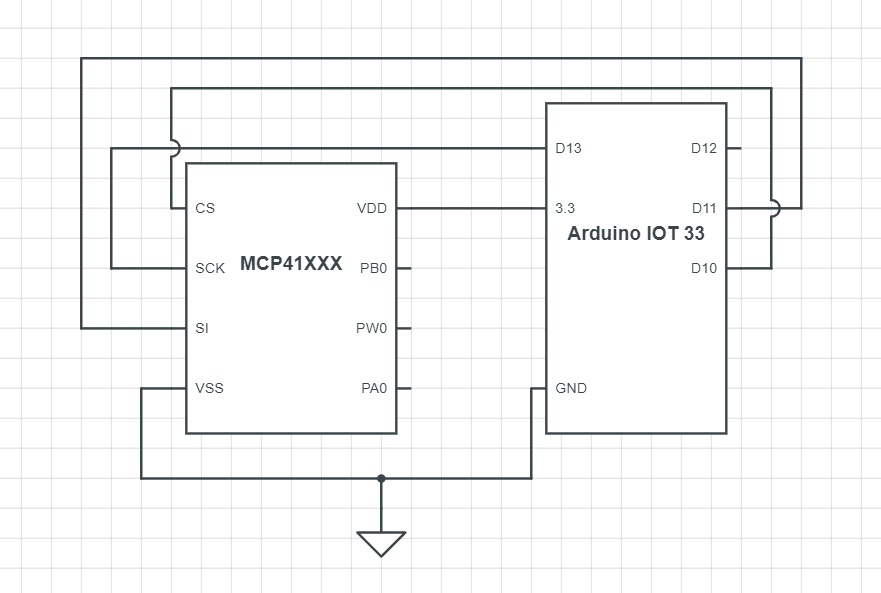 D13
D12
CS
VDD
3.3
D11
Arduino IOT 33
SCK
MCP41XXX
PB0
D10
SI
PW0
VSS
PA0
GND